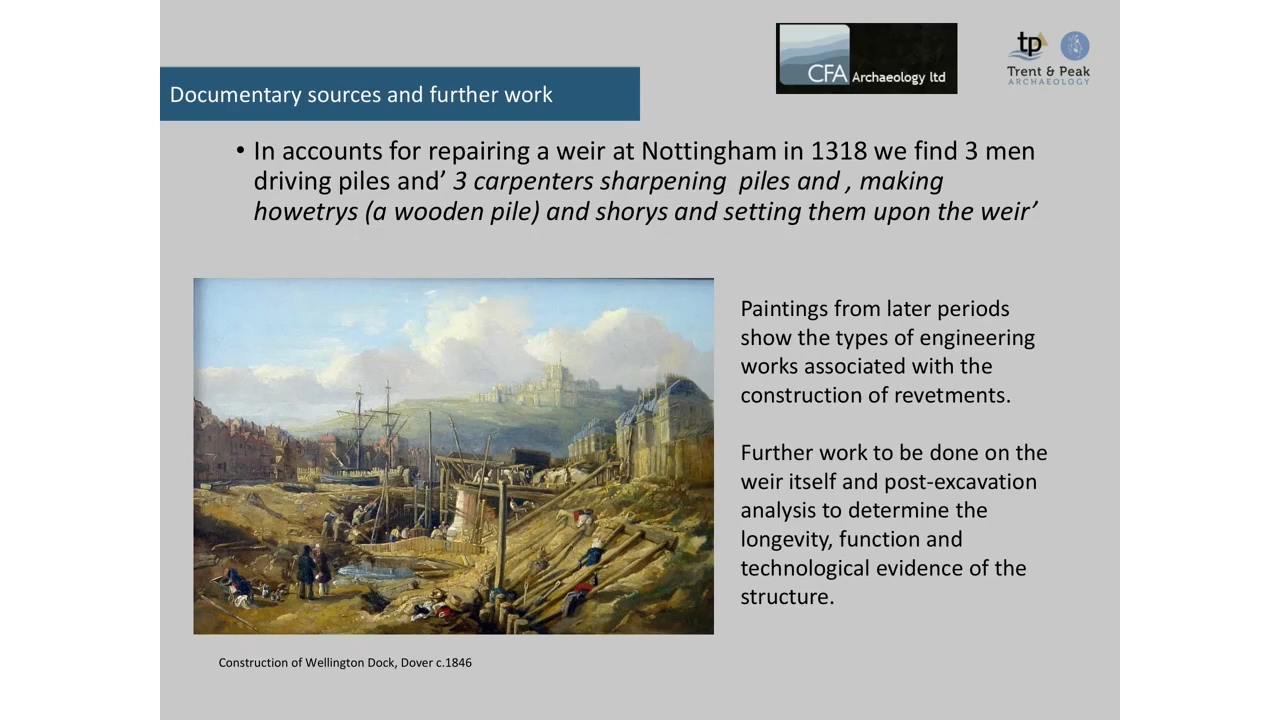 CFA Archaeology ltd
tp
Trent & Peak
ARCHAEOLOGY
Documentary sources and further work
• In accounts for repairing a weir at Nottingham in 1318 we find 3 men
driving piles and’ 3 carpenters sharpening  piles and , making
howetrys (a wooden pile) and shorys and setting them upon the weir’
Paintings from later periods
show the types of engineering
works associated with the
construction of revetments.
Further work to be done on the
weir itself and post-excavation
analysis to determine the
longevity, function and
technological evidence of the
structure.
Construction of Wellington Dock, Dover c.1846